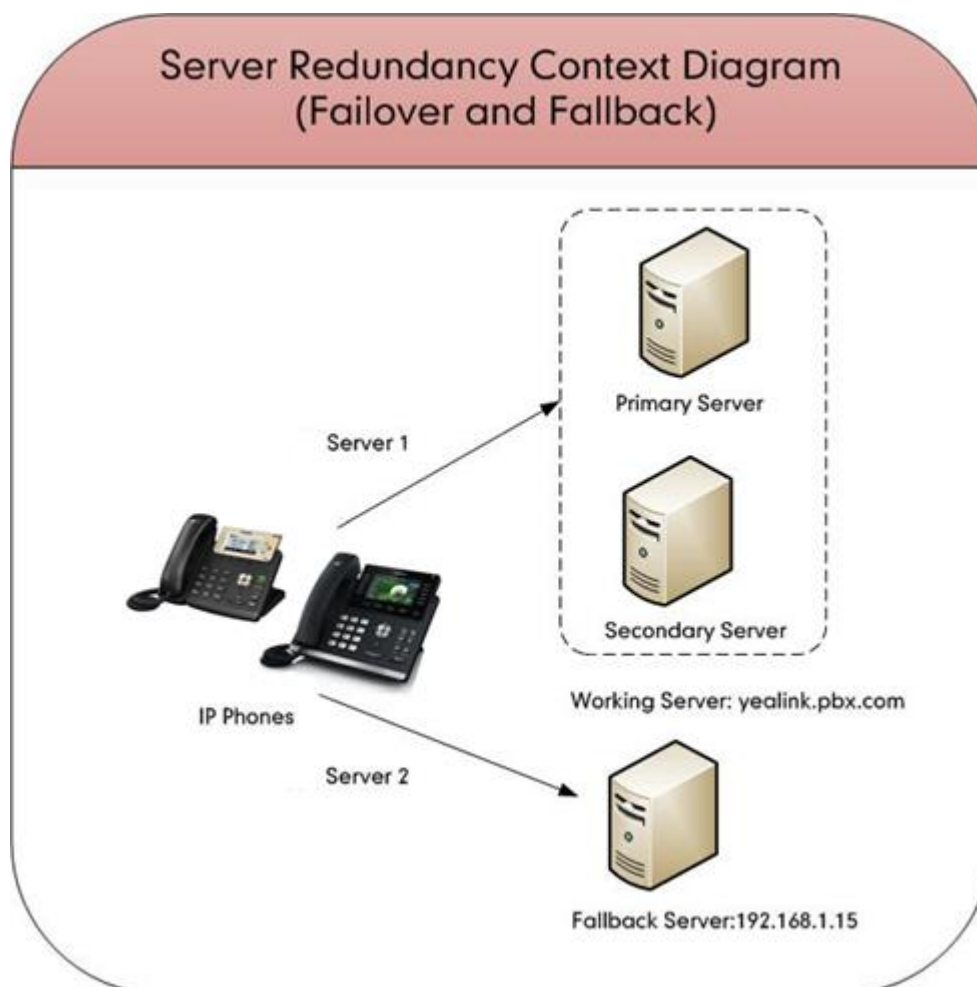 Server Redundancy Context Diagram
(Failover and Fallback)
Primary Server
Server 1
Secondary Server
Working Server: yealink.pbx.com
IP Phones
Server 2
Fallback Server:192.168.1.15